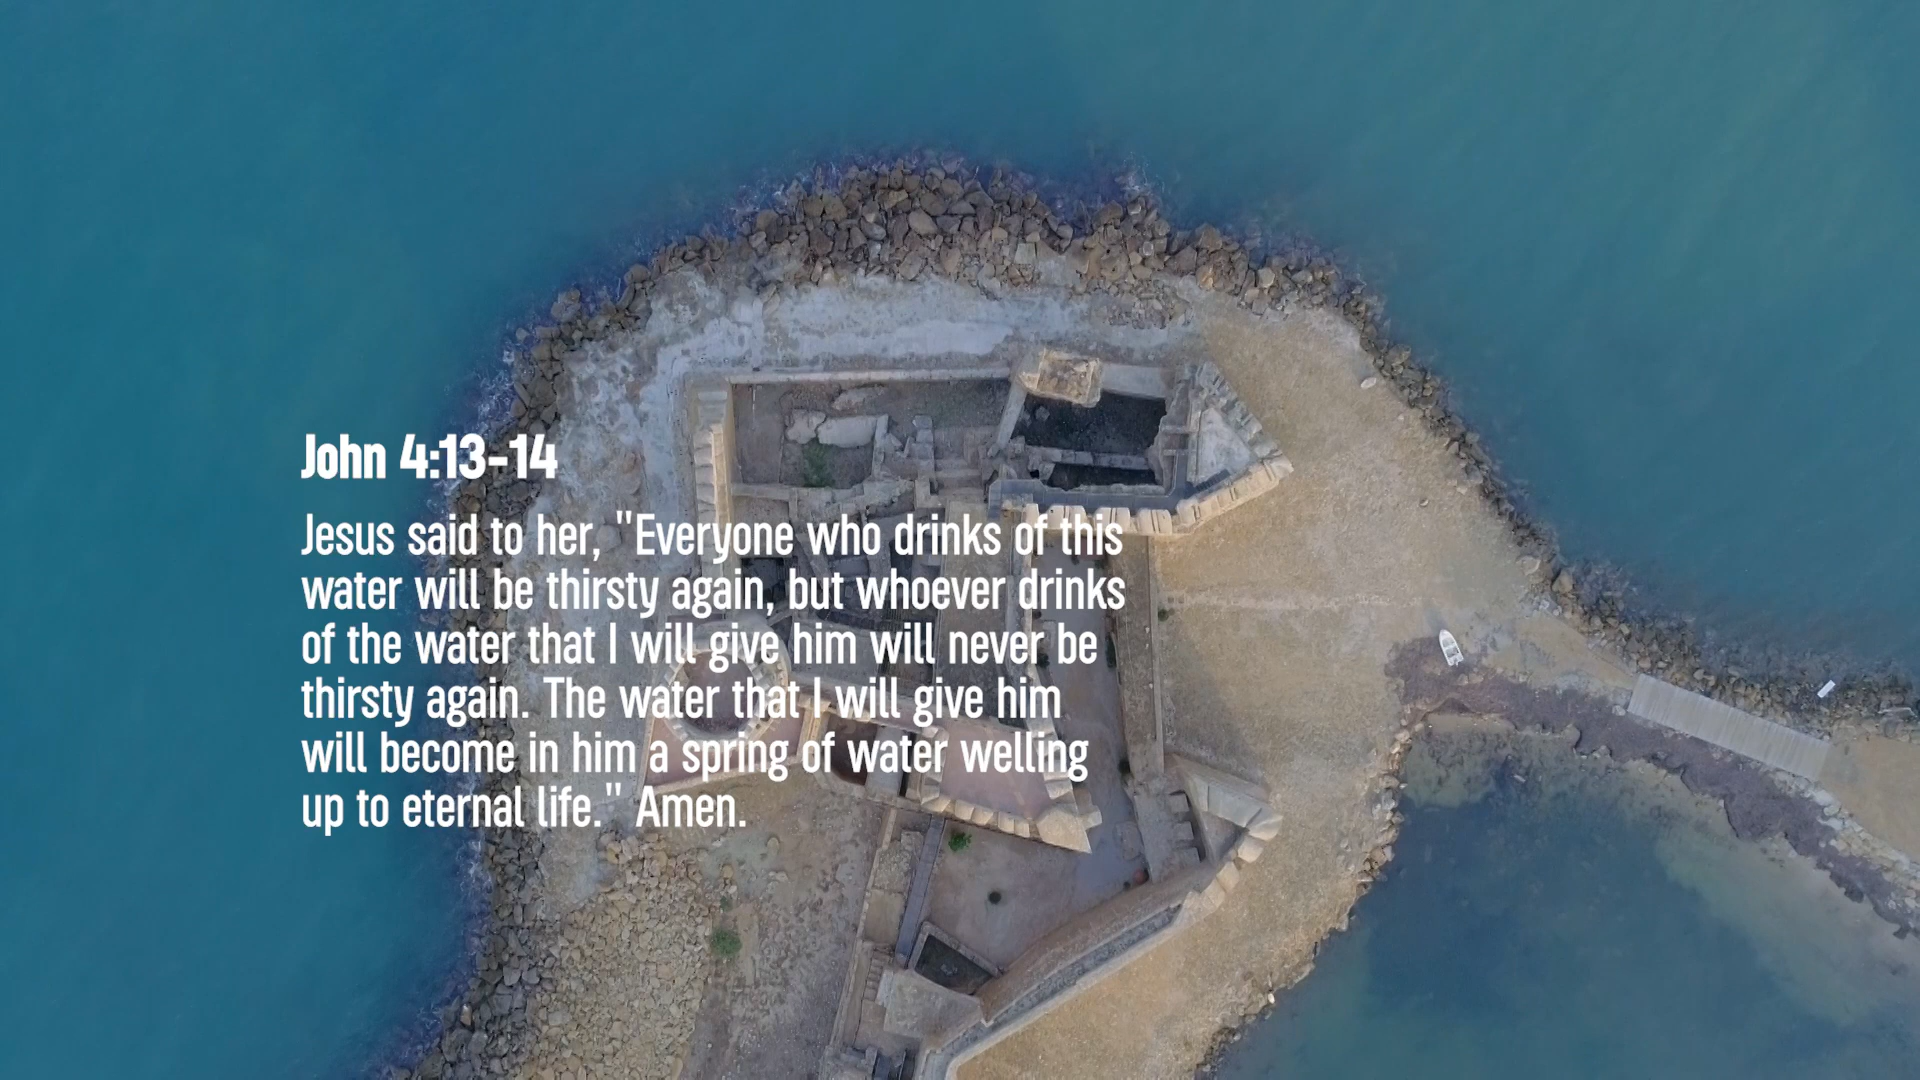 John 4:13-14
Jesus said to her, "Everyone who drinks of this
water will be thirsty again, but whoever drinks
of the water that I will give him will never be
thirsty again. The water that I will give him
will become in him a spring of water welling
up to eternal life." Amen.